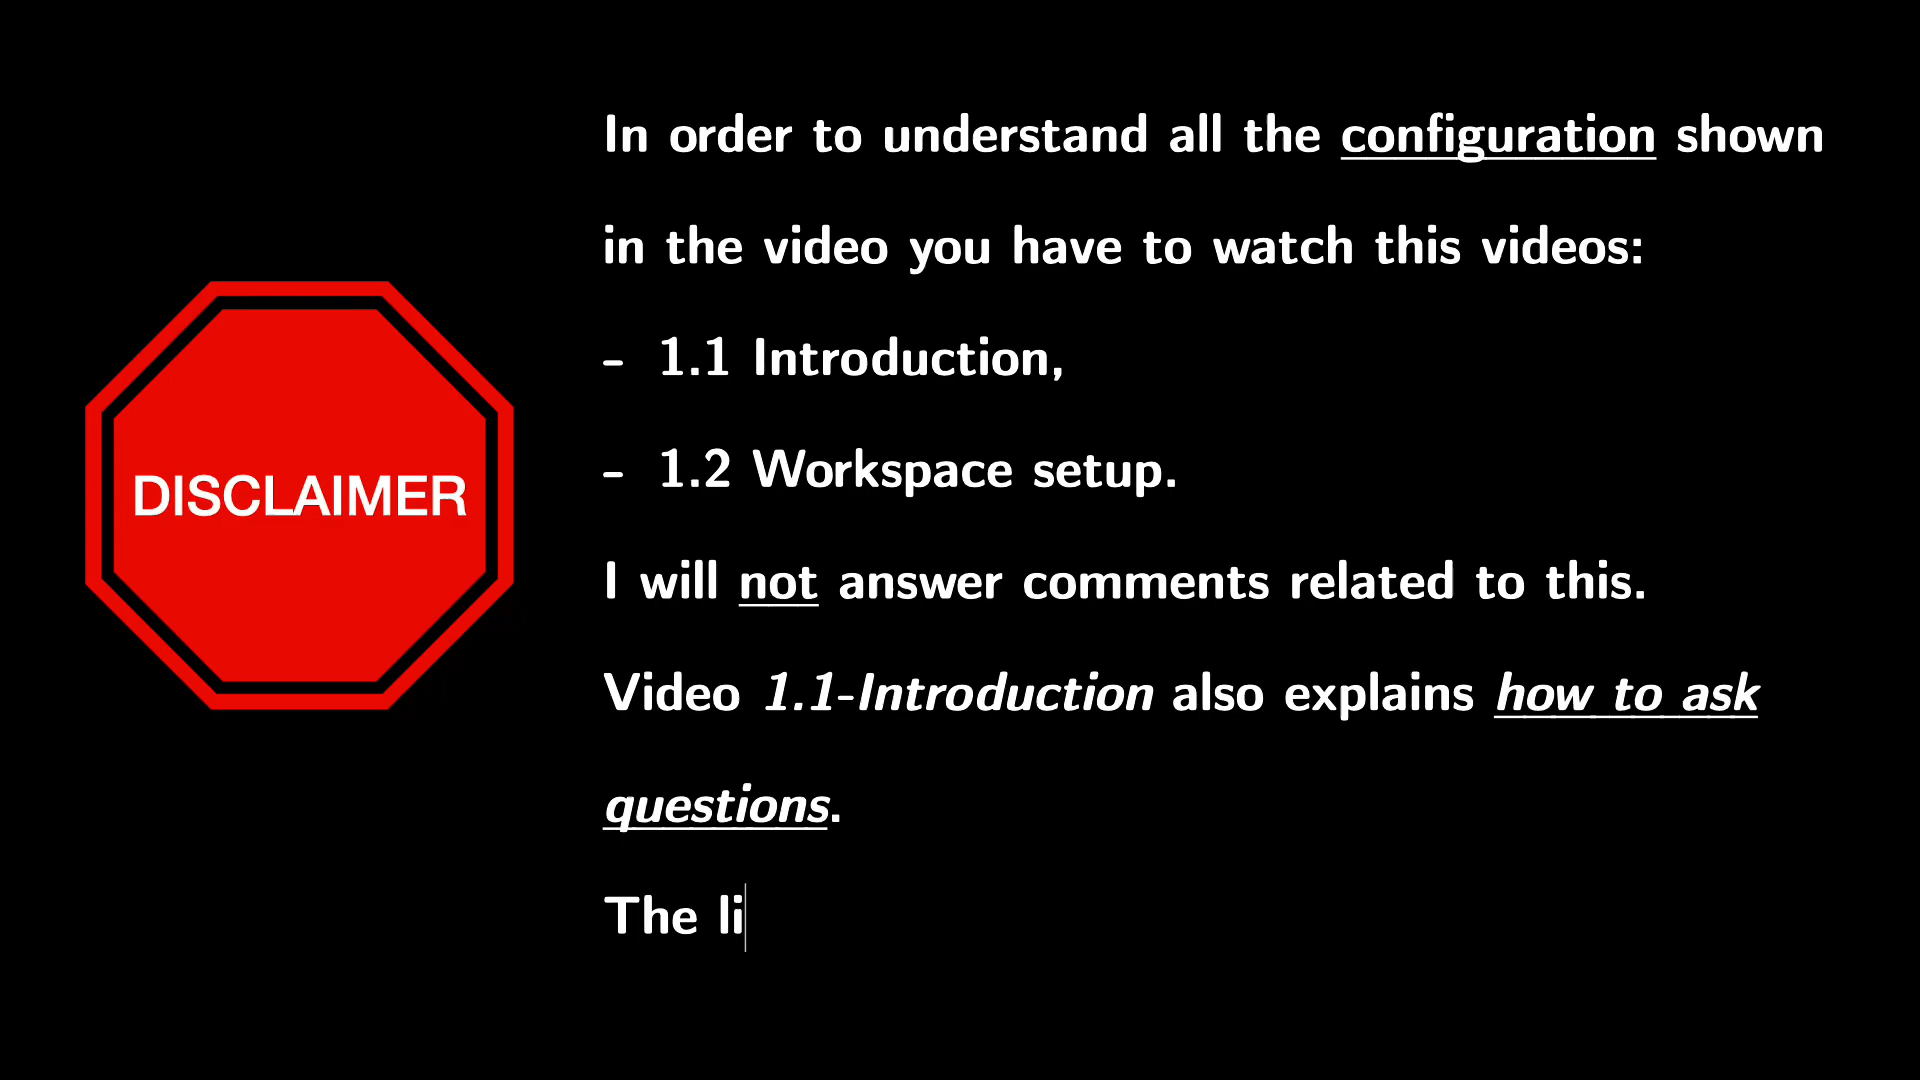 DISCLAIMER
In order to understand all the configuration shown
in the video you have to watch this videos:
- 1.1 Introduction,
- 1.2 Workspace setup.
I will not answer comments related to this.
Video 1.1-Introduction also explains how to ask
questions.
The li